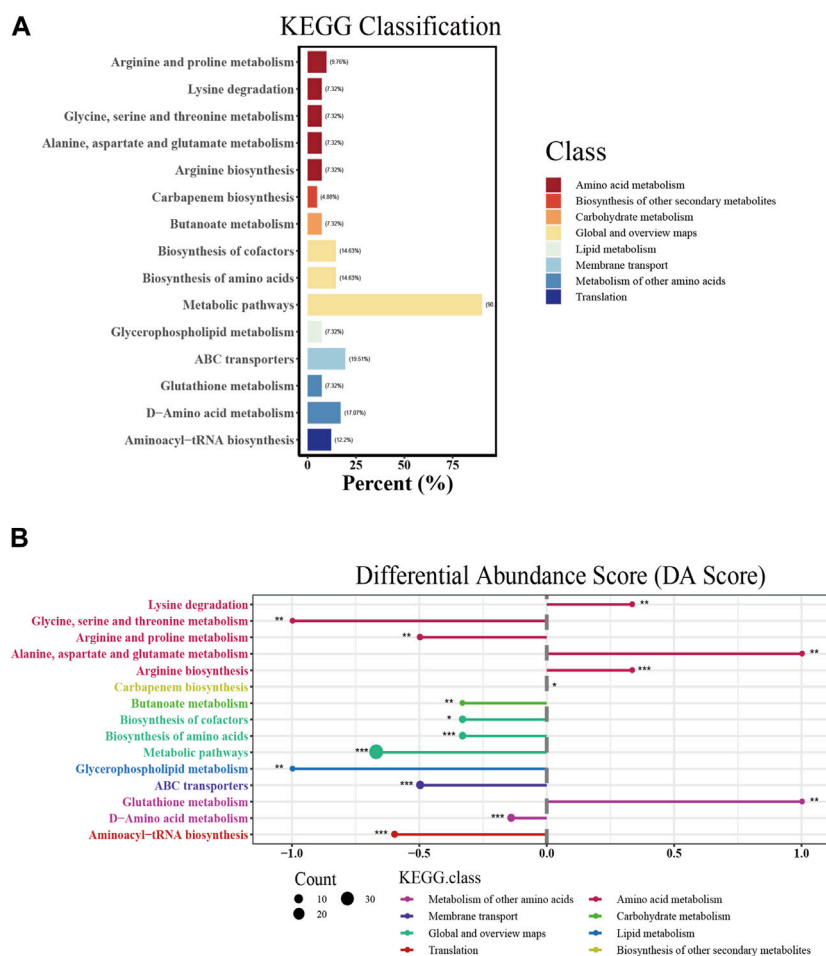 A
KEGG Classification
Arginine and proline metabolism
(9.76%)
Lysine degradation
(7.32%)
Glycine, serine and threonine metabolism
(7.32%)
Alanine, aspartate and glutamate metabolism
(7.32%)
Arginine biosynthesis
(7.32%)
Carbapenem biosynthesis
(4.88%)
Butanoate metabolism
(7.32%)
Biosynthesis of cofactors
(14.63%)
Biosynthesis of amino acids
(14.63%)
Metabolic pathways
(90.
Glycerophospholipid metabolism
(7.32%)
ABC transporters
(19.51%)
Glutathione metabolism
(7.32%)
D−Amino acid metabolism
(17.07%)
Aminoacyl−tRNA biosynthesis
(12.2%)
0 25 50 75
Percent (%)
Class
Amino acid metabolism
Biosynthesis of other secondary metabolites
Carbohydrate metabolism
Global and overview maps
Lipid metabolism
Membrane transport
Metabolism of other amino acids
Translation
B
Differential Abundance Score (DA Score)
Lysine degradation **
Glycine, serine and threonine metabolism **
Arginine and proline metabolism **
Alanine, aspartate and glutamate metabolism **
Arginine biosynthesis ***
Carbapenem biosynthesis *
Butanoate metabolism **
Biosynthesis of cofactors *
Biosynthesis of amino acids ***
Metabolic pathways ***
Glycerophospholipid metabolism **
ABC transporters ***
Glutathione metabolism **
D−Amino acid metabolism ***
Aminoacyl−tRNA biosynthesis ***
−1.0 −0.5 0.0 0.5 1.0
Count
10 30
20
KEGG.class
Metabolism of other amino acids
Membrane transport
Global and overview maps
Translation
Amino acid metabolism
Carbohydrate metabolism
Lipid metabolism
Biosynthesis of other secondary metabolites